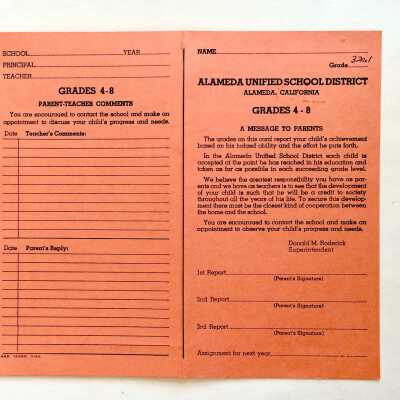 SCHOOL YEAR
PRINCIPAL
TEACHER
GRADES 4-8
PARENT-TEACHER COMMENTS
You are encouraged to contact the school and make an
appointment to discuss your child's progress and needs.
Date Teacher's Comments:
Date Parent's Reply:
NAME
Grade
ALAMEDA UNIFIED SCHOOL DISTRICT
ALAMEDA, CALIFORNIA
GRADES 4 - 8
A MESSAGE TO PARENTS
The grades on this card report your child's achievement
based on his judged ability and the effort he puts forth.
In the Alameda Unified School District each child is
accepted at the point he has reached in his education and
taken as far as possible in each succeeding grade level.
We believe the greatest responsibility you have as par-
ents and we have as teachers is to see that the development
of your child is such that he will be a credit to society
throughout all the years of his life. To secure this develop-
ment there must be the closest kind of cooperation between
the home and the school.
You are encouraged to contact the school and make an
appointment to observe your child's progress and needs.
Donald M. Roderick
Superintendent
1st Report
(Parent's Signature)
2nd Report
(Parent's Signature)
3rd Report
(Parent's Signature)
Assignment for next year